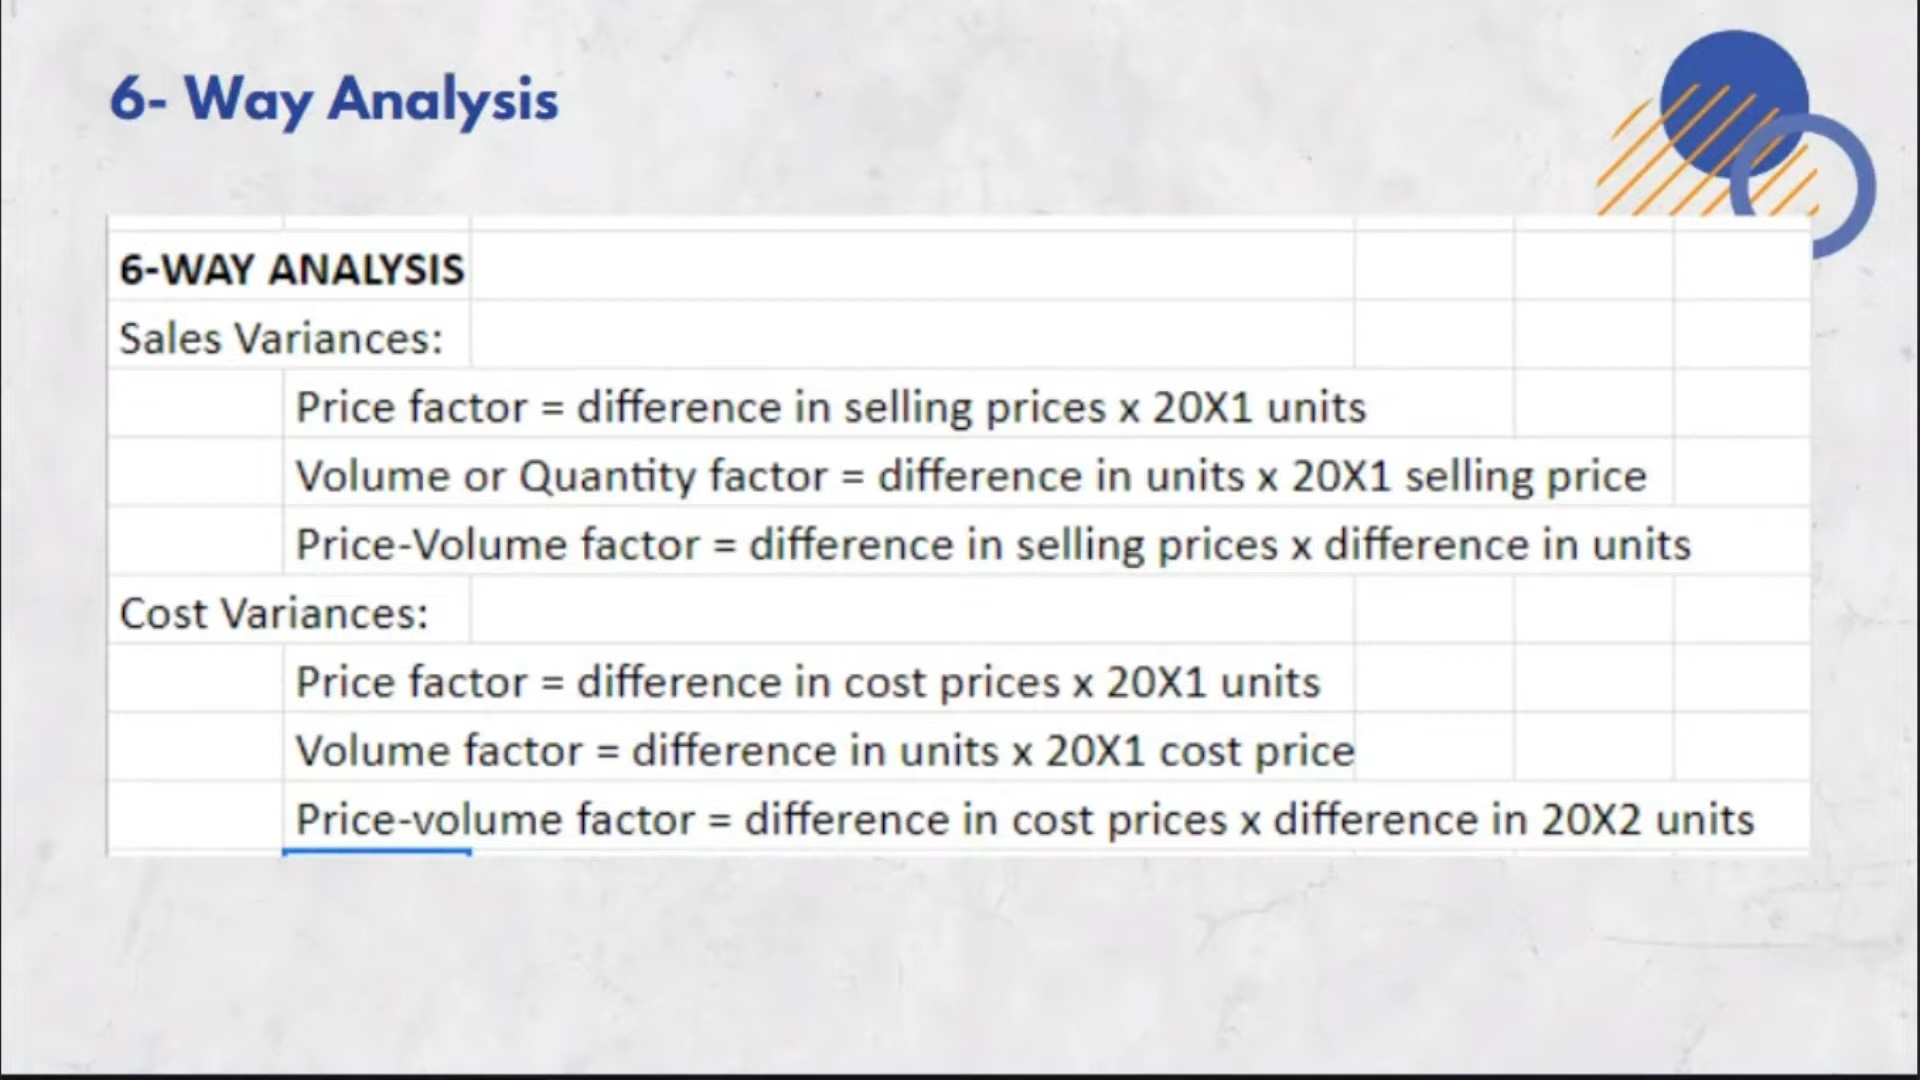 6- Way Analysis
6-WAY ANALYSIS
Sales Variances:
Price factor = difference in selling prices x 20X1 units
Volume or Quantity factor = difference in units x 20X1 selling price
Price-Volume factor = difference in selling prices x difference in units
Cost Variances:
Price factor = difference in cost prices x 20X1 units
Volume factor = difference in units x 20X1 cost price
Price-volume factor = difference in cost prices x difference in 20X2 units